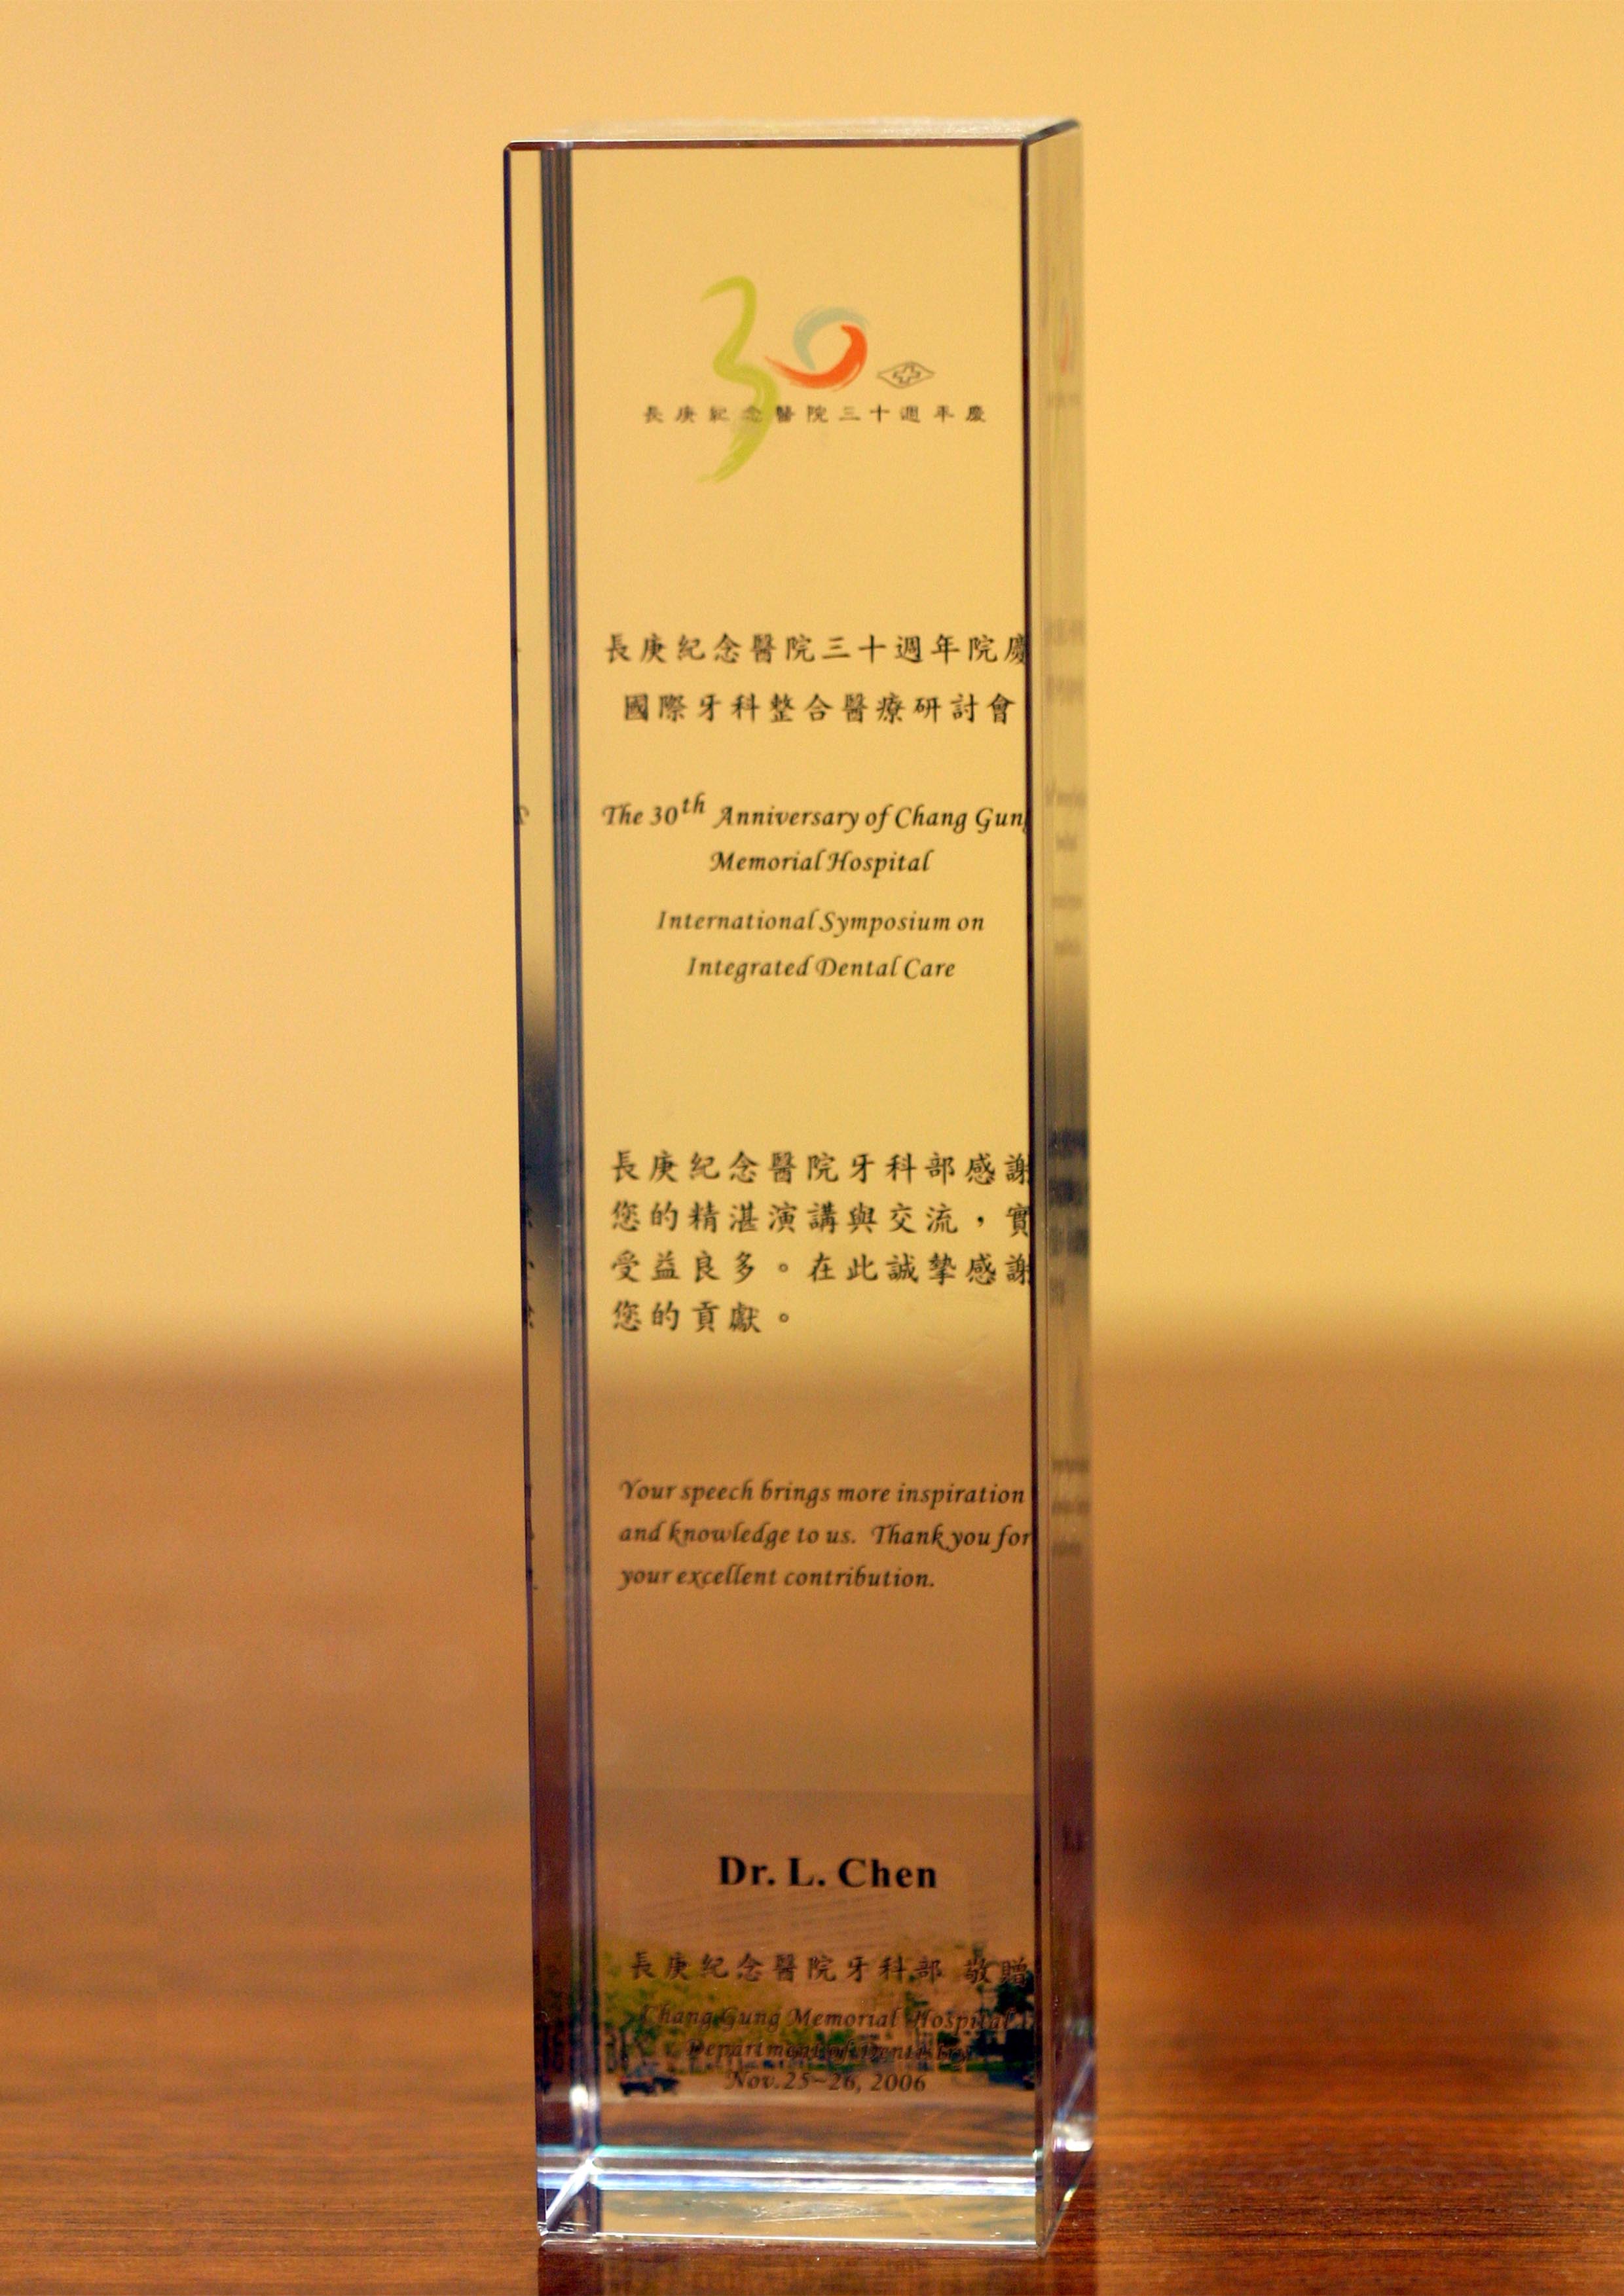 30
長庚紀念醫院三十週年慶
長庚紀念醫院三十週年院慶
國際牙科整合醫療研討會
The 30th Anniversary of Chang Gung
Memorial Hospital
International Symposium on
Integrated Dental Care
長庚紀念醫院牙科部感謝
您的精湛演講與交流，實
受益良多。在此誠摯感謝
您的貢獻。
Your speech brings more inspiration
and knowledge to us. Thank you for
your excellent contribution.
Dr. L. Chen
長庚紀念醫院牙科部 敬贈
Chang Gung Memorial Hospital
Department of Dentistry
Nov.25~26, 2006